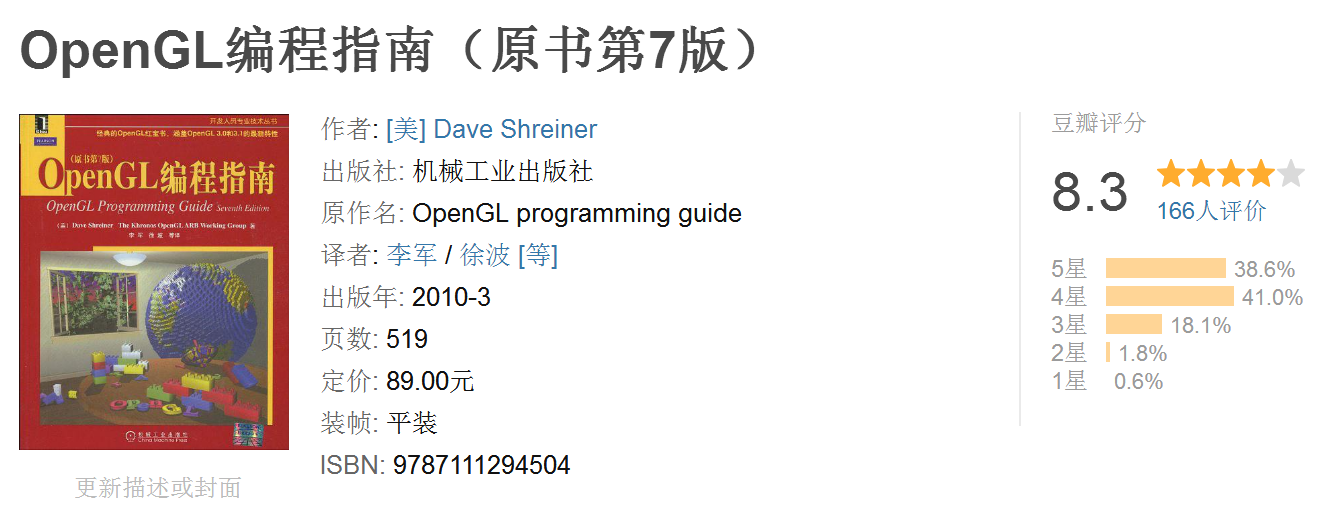 OpenGL编程指南（原书第7版）
开发人员专业技术丛书
经典的OpenGL红宝书，涵盖OpenGL 3.0和3.1的最新特性
PEARSON
（原书第7版）
OpenGL编程指南
OpenGL Programming Guide Seventh Edition
（美）Dave Shreiner The Khronos OpenGL ARB Working Group 著
李军 徐波 等译
OPENGL
机械工业出版社
China Machine Press
更新描述或封面
作者: [美] Dave Shreiner
出版社: 机械工业出版社
原作名: OpenGL programming guide
译者: 李军 / 徐波 [等]
出版年: 2010-3
页数: 519
定价: 89.00元
装帧: 平装
ISBN: 9787111294504
豆瓣评分
8.3
166人评价
5星 38.6%
4星 41.0%
3星 18.1%
2星 1.8%
1星 0.6%